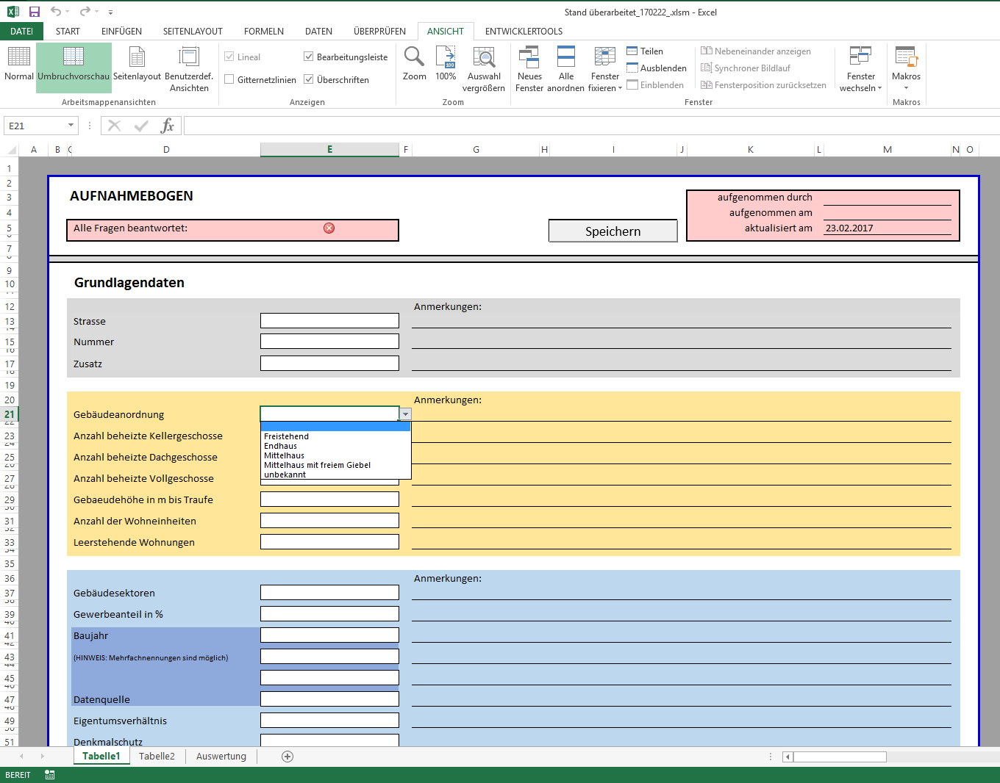 Stand überarbeitet_170222_.xlsm - Excel
DATEI START EINFÜGEN SEITENLAYOUT FORMELN DATEN ÜBERPRÜFEN ANSICHT ENTWICKLERTOOLS
Normal Umbruchvorschau Seitenlayout Benutzerdef. Ansichten
Arbeitsmappenansichten
Lineal Bearbeitungsleiste
Gitternetzlinien Überschriften
Anzeigen
Zoom 100% Auswahl vergrößern
Zoom
Neues Fenster Alle anordnen Fenster fixieren
Teilen
Ausblenden
Einblenden
Nebeneinander anzeigen
Synchroner Bildlauf
Fensterposition zurücksetzen
Fenster wechseln
Fenster
Makros
Makros
E21
fx
A B C D E F G H I J K L M N O
1
2
3 AUFNAHMEBOGEN aufgenommen durch
4 aufgenommen am
5 Alle Fragen beantwortet: Speichern aktualisiert am 23.02.2017
7
9
10 Grundlagendaten
12 Anmerkungen:
13 Strasse
15 Nummer
17 Zusatz
19
20 Anmerkungen:
21 Gebäudeanordnung
23 Anzahl beheizte Kellergeschosse
25 Anzahl beheizte Dachgeschosse
27 Anzahl beheizte Vollgeschosse
Freistehend
Endhaus
Mittelhaus
Mittelhaus mit freiem Giebel
unbekannt
29 Gebaeudehöhe in m bis Traufe
31 Anzahl der Wohneinheiten
33 Leerstehende Wohnungen
35
36 Anmerkungen:
37 Gebäudesektoren
39 Gewerbeanteil in %
41 Baujahr
43 (HINWEIS: Mehrfachnennungen sind möglich)
45
47 Datenquelle
49 Eigentumsverhältnis
51 Denkmalschutz
Tabelle1 Tabelle2 Auswertung
BEREIT